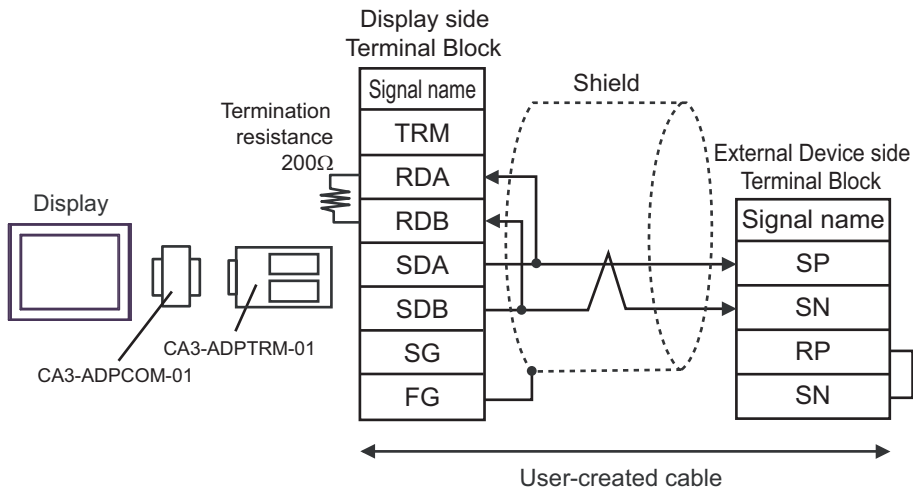 Display side
Terminal Block
Signal name
TRM
RDA
RDB
SDA
SDB
SG
FG
Termination
resistance
200Ω
Shield
External Device side
Terminal Block
Signal name
SP
SN
RP
SN
Display
CA3-ADPTRM-01
CA3-ADPCOM-01
User-created cable